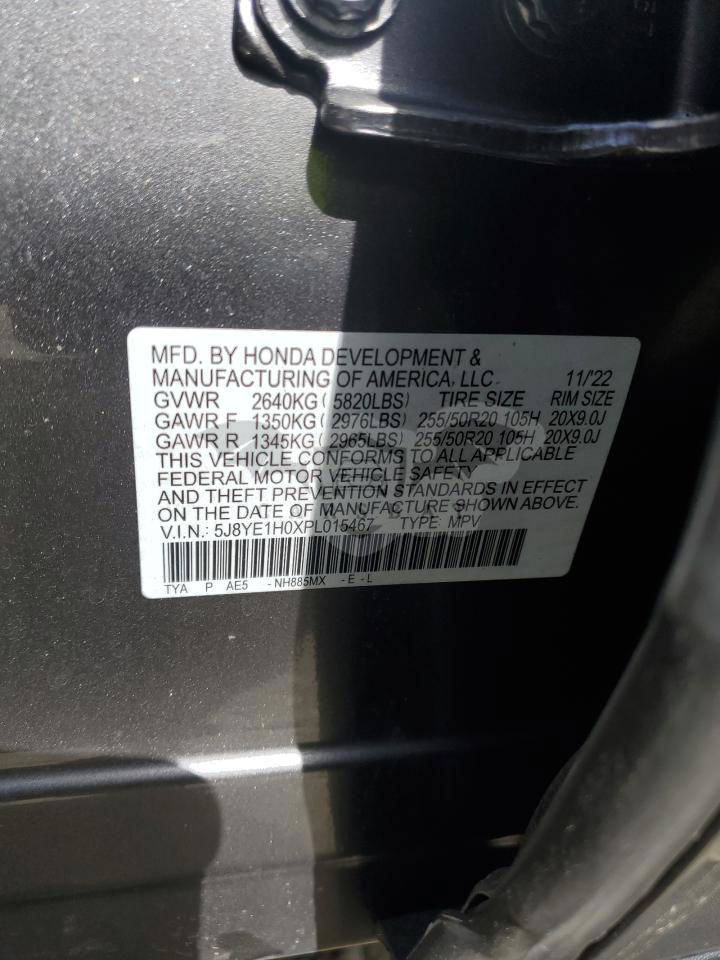 MFD. BY HONDA DEVELOPMENT &
MANUFACTURING OF AMERICA, LLC 11/'22
GVWR 2640KG(5820LBS) TIRE SIZE RIM SIZE
GAWR F 1350KG(2976LBS) 255/50R20 105H 20X9.0J
GAWR R 1345KG(2965LBS) 255/50R20 105H 20X9.0J
THIS VEHICLE CONFORMS TO ALL APPLICABLE
FEDERAL MOTOR VEHICLE SAFETY
AND THEFT PREVENTION STANDARDS IN EFFECT
ON THE DATE OF MANUFACTURE SHOWN ABOVE.
V.I.N.: 5J8YE1H0XPL015467 TYPE: MPV
TYA P AE5 -NH885MX -E-L